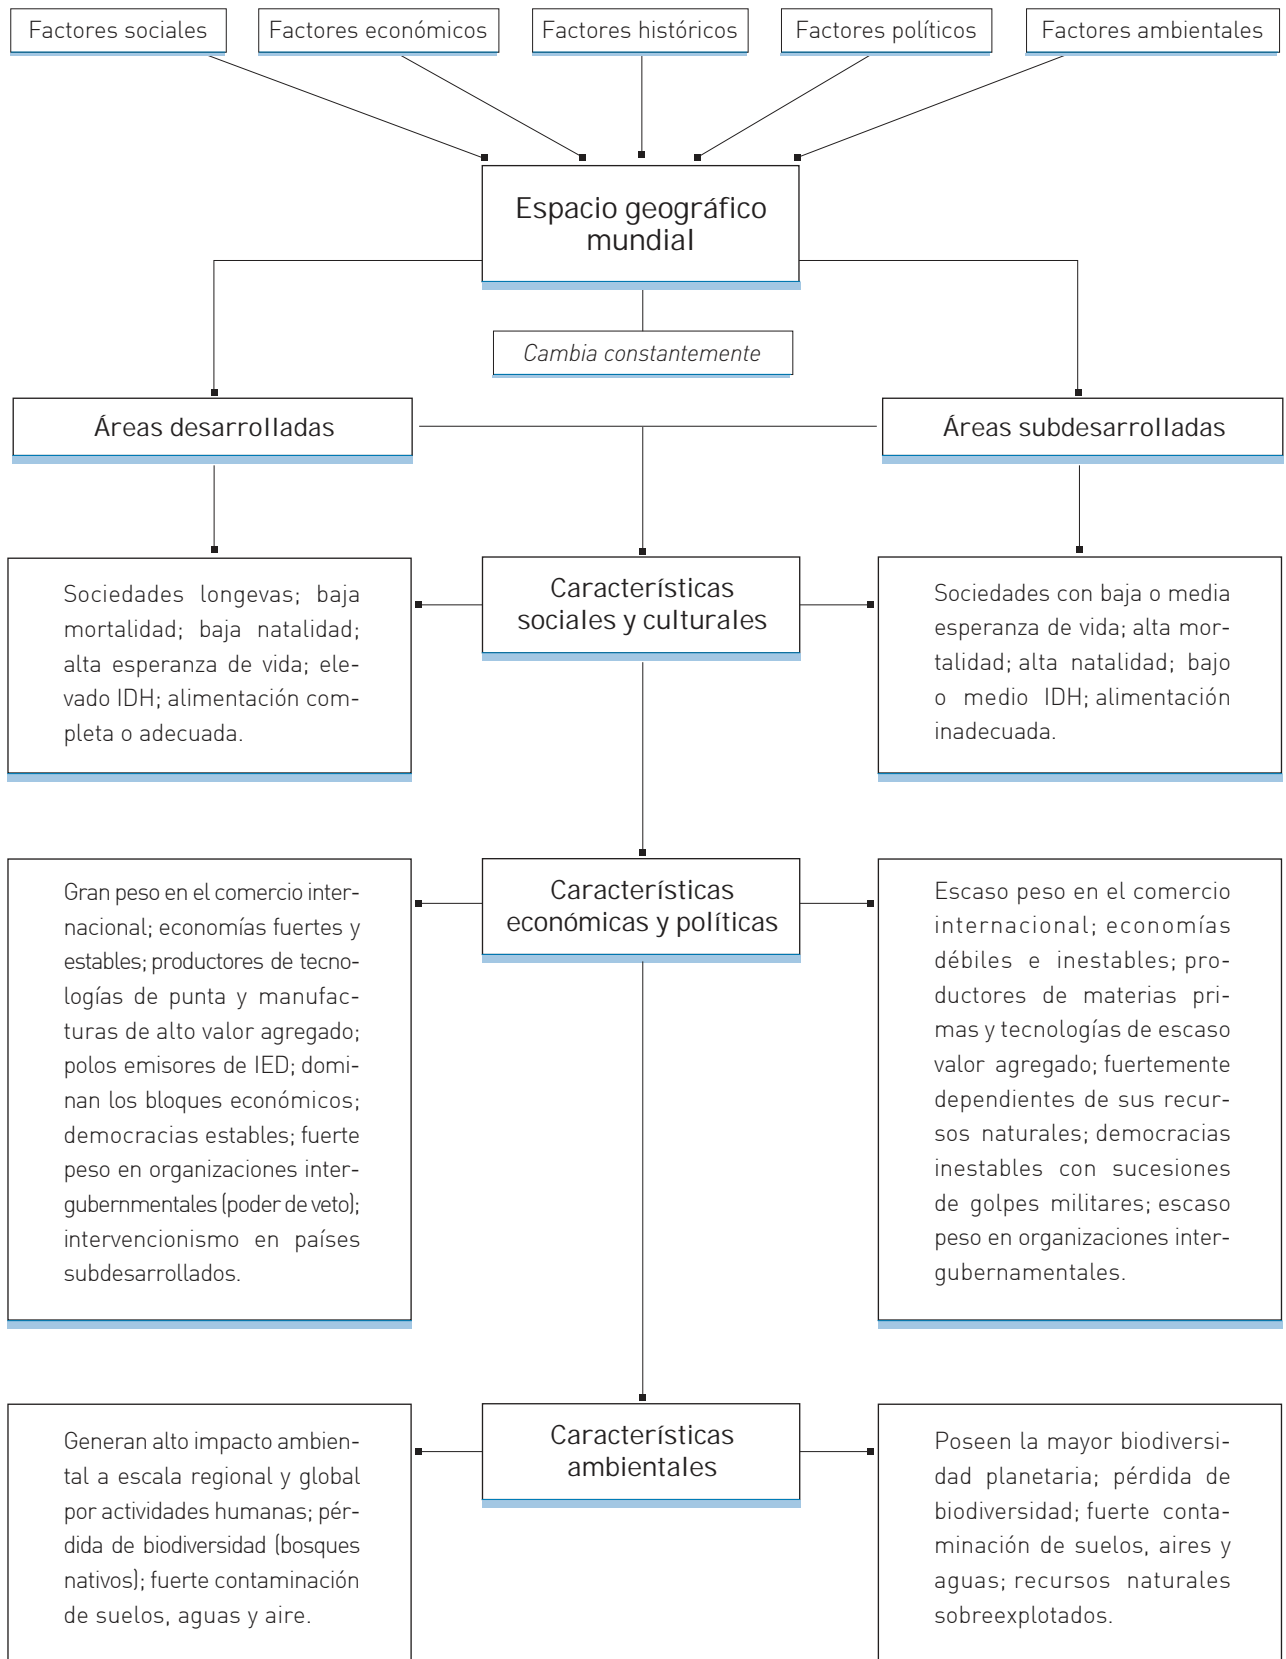 Factores sociales
Factores económicos
Factores históricos
Factores políticos
Factores ambientales
Espacio geográfico
mundial
Cambia constantemente
Áreas desarrolladas
Áreas subdesarrolladas
Sociedades longevas; baja
mortalidad; baja natalidad;
alta esperanza de vida; ele-
vado IDH; alimentación com-
pleta o adecuada.
Características
sociales y culturales
Sociedades con baja o media
esperanza de vida; alta mor-
talidad; alta natalidad; bajo
o medio IDH; alimentación
inadecuada.
Gran peso en el comercio inter-
nacional; economías fuertes y
estables; productores de tecno-
logías de punta y manufac-
turas de alto valor agregado;
polos emisores de IED; domi-
nan los bloques económicos;
democracias estables; fuerte
peso en organizaciones inter-
gubernmentales (poder de veto);
intervencionismo en países
subdesarrollados.
Características
económicas y políticas
Escaso peso en el comercio
internacional; economías
débiles e inestables; pro-
ductores de materias pri-
mas y tecnologías de escaso
valor agregado; fuertemente
dependientes de sus recur-
sos naturales; democracias
inestables con sucesiones
de golpes militares; escaso
peso en organizaciones inter-
gubernamentales.
Generan alto impacto ambien-
tal a escala regional y global
por actividades humanas; pér-
dida de biodiversidad (bosques
nativos); fuerte contaminación
de suelos, aguas y aire.
Características
ambientales
Poseen la mayor biodiversi-
dad planetaria; pérdida de
biodiversidad; fuerte conta-
minación de suelos, aires y
aguas; recursos naturales
sobreexplotados.